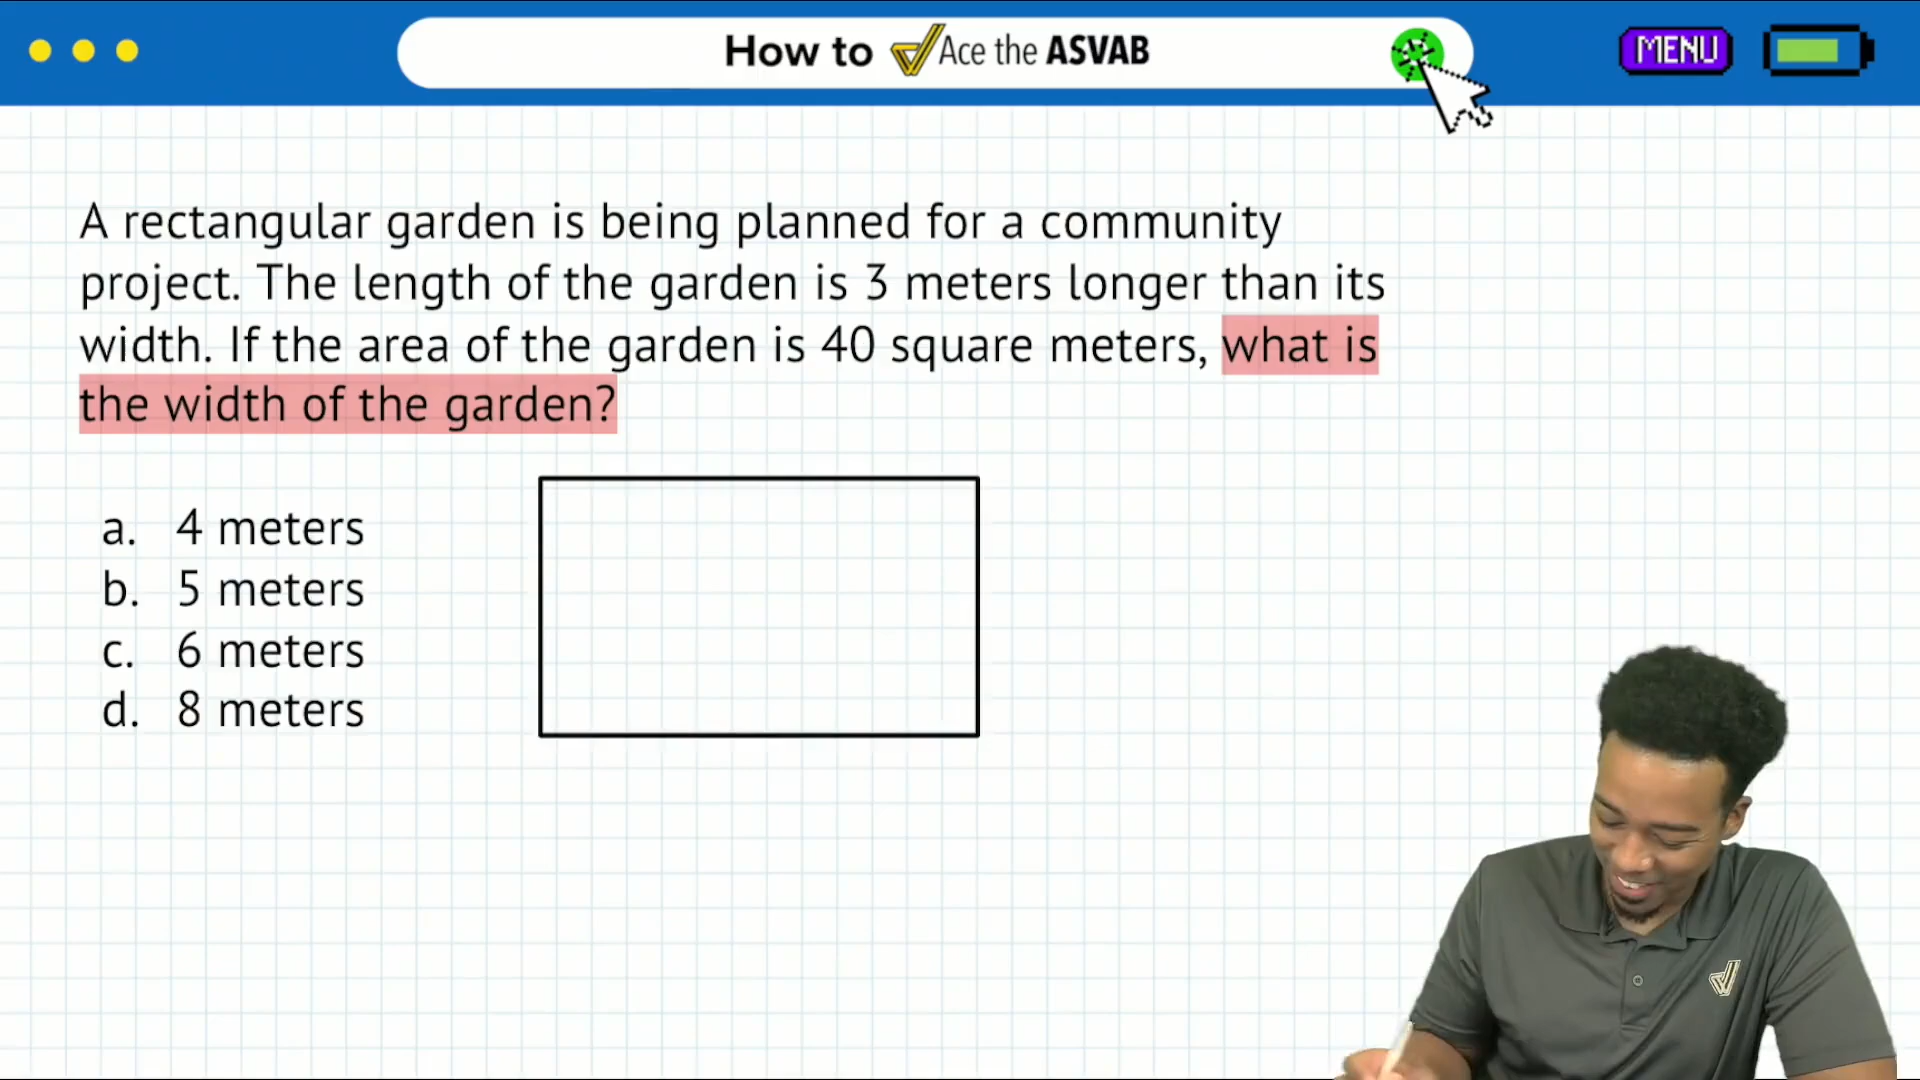 How to Ace the ASVAB
MENU
A rectangular garden is being planned for a community
project. The length of the garden is 3 meters longer than its
width. If the area of the garden is 40 square meters, what is
the width of the garden?
a. 4 meters
b. 5 meters
c. 6 meters
d. 8 meters